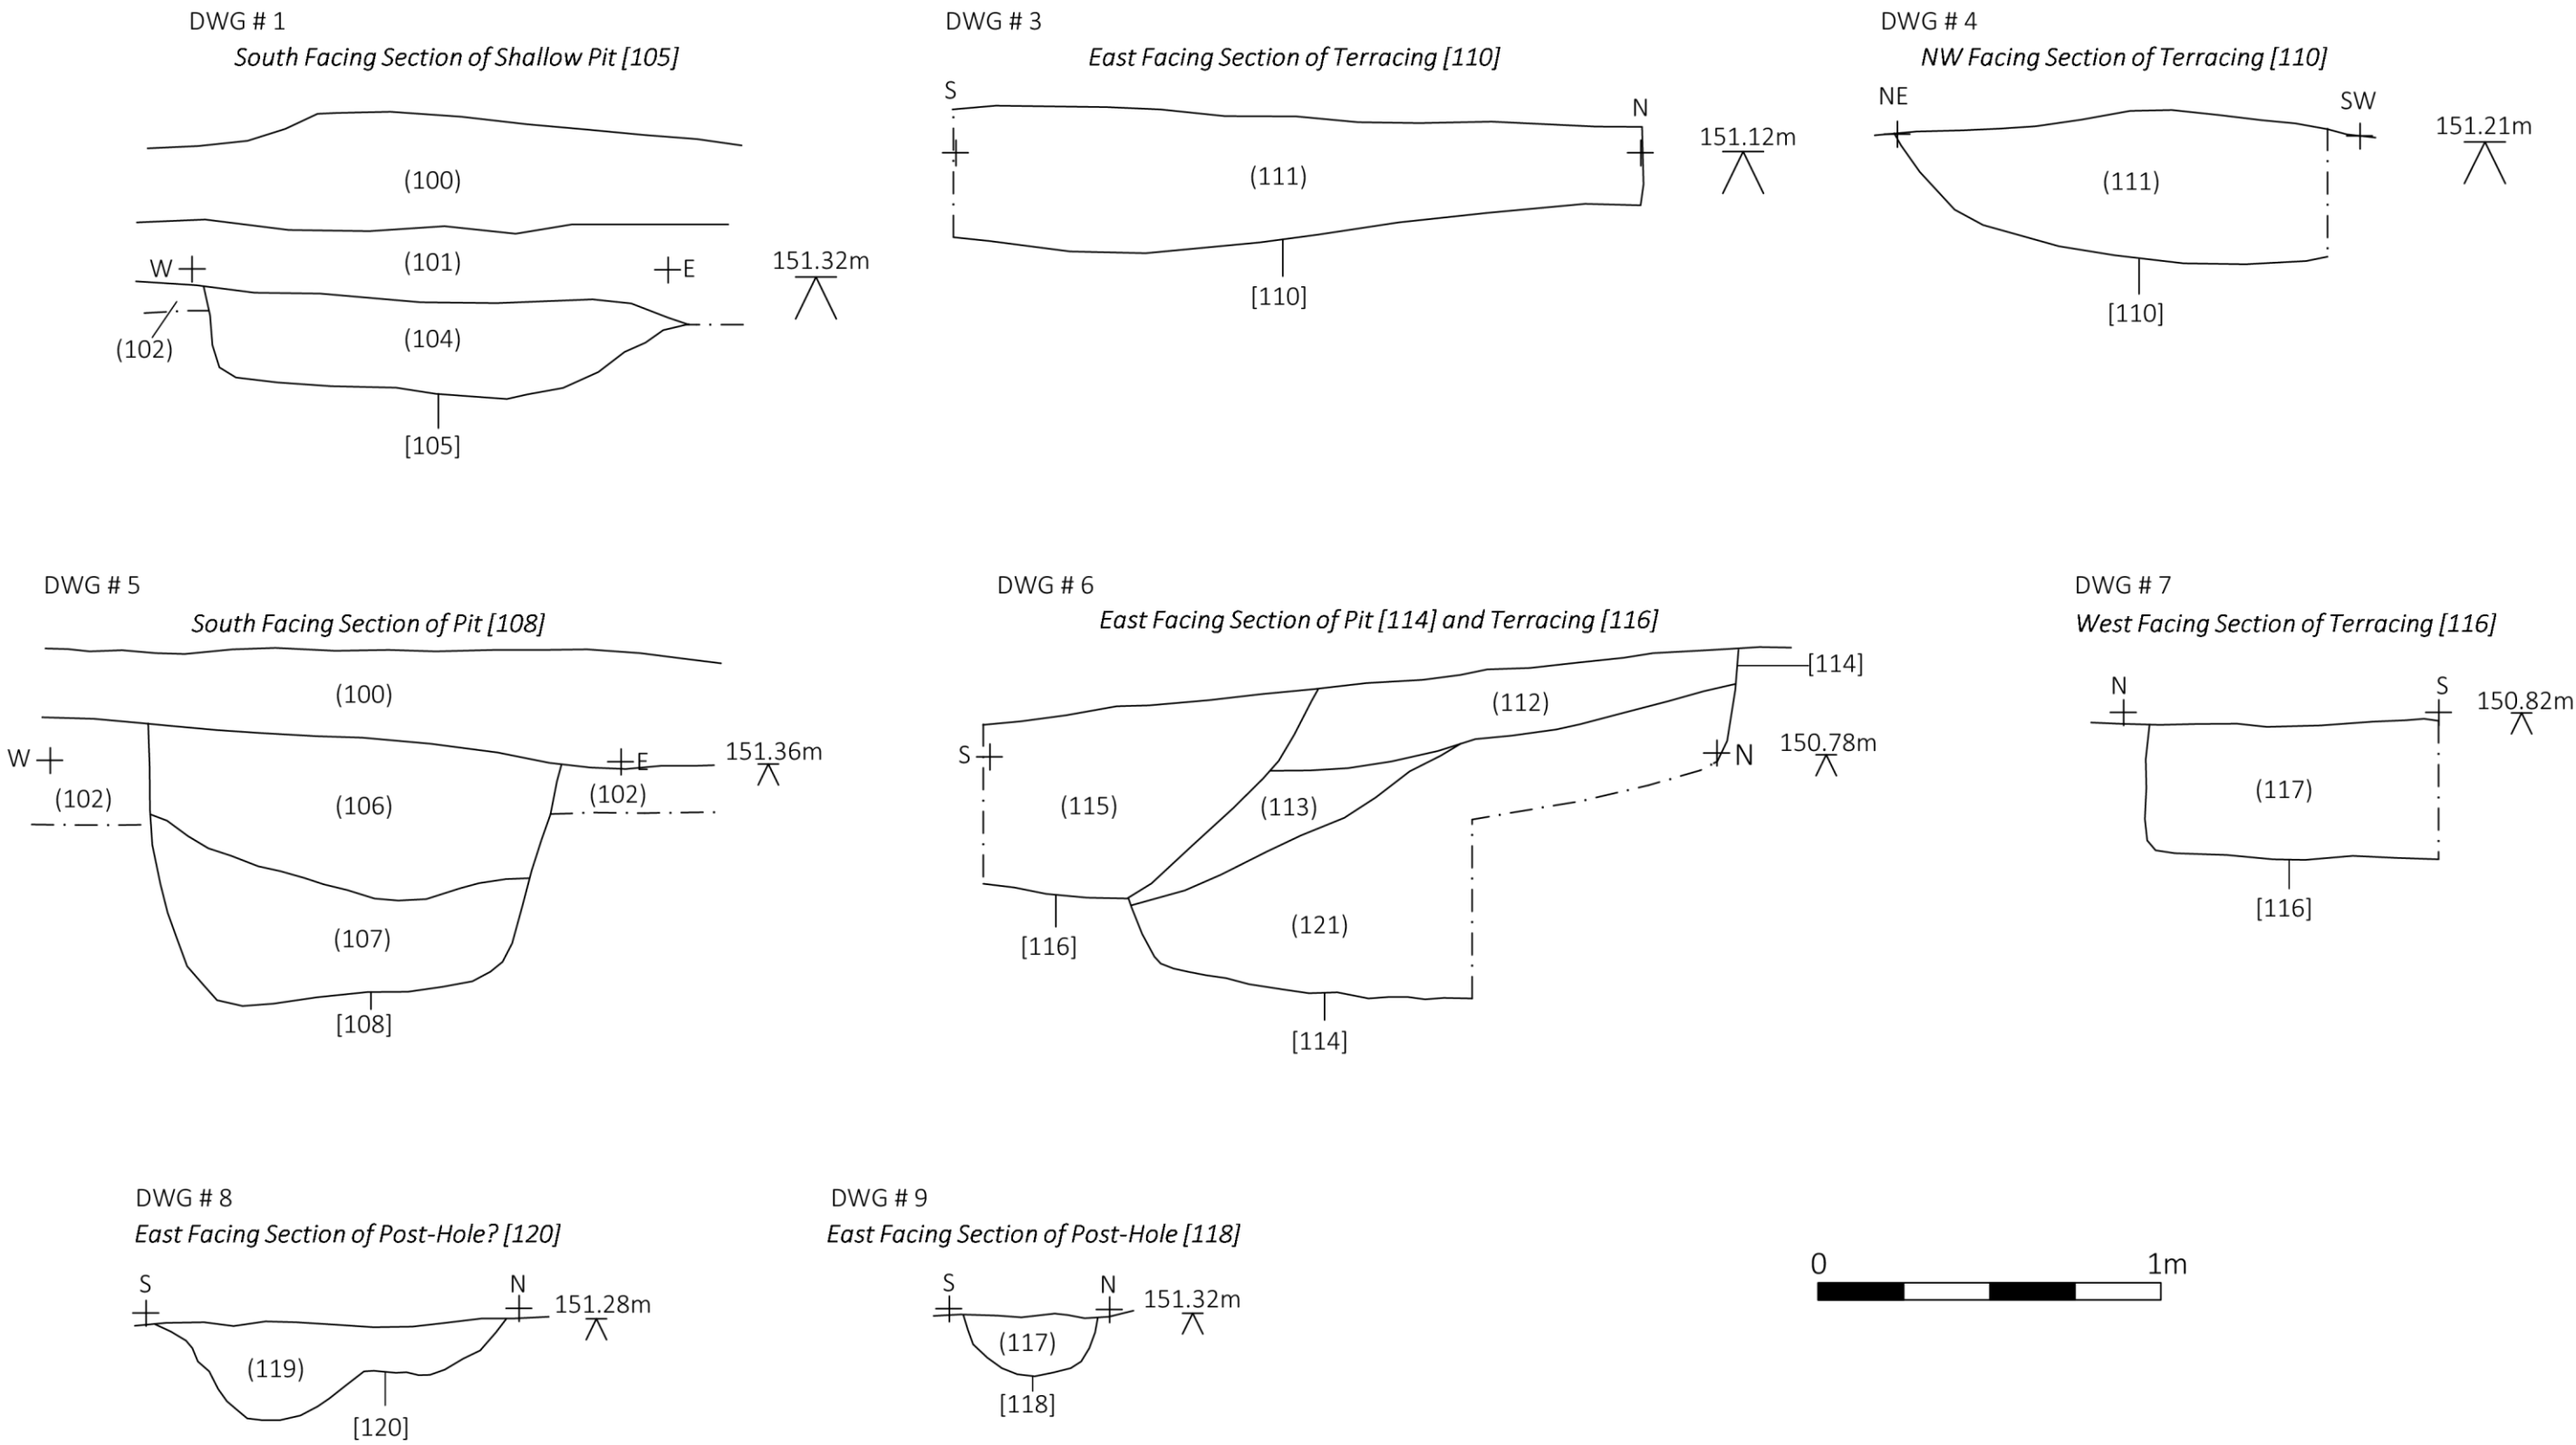 DWG # 1
South Facing Section of Shallow Pit [105]
(100)
(101)
W
E
151.32m
(102)
(104)
[105]
DWG # 3
East Facing Section of Terracing [110]
S
N
151.12m
(111)
[110]
DWG # 4
NW Facing Section of Terracing [110]
NE
SW
151.21m
(111)
[110]
DWG # 5
South Facing Section of Pit [108]
(100)
W
E
151.36m
(102)
(106)
(102)
(107)
[108]
DWG # 6
East Facing Section of Pit [114] and Terracing [116]
[114]
(112)
S
N
150.78m
(115)
(113)
(121)
[116]
[114]
DWG # 7
West Facing Section of Terracing [116]
N
S
150.82m
(117)
[116]
DWG # 8
East Facing Section of Post-Hole? [120]
S
N
151.28m
(119)
[120]
DWG # 9
East Facing Section of Post-Hole [118]
S
N
151.32m
(117)
[118]
0
1m